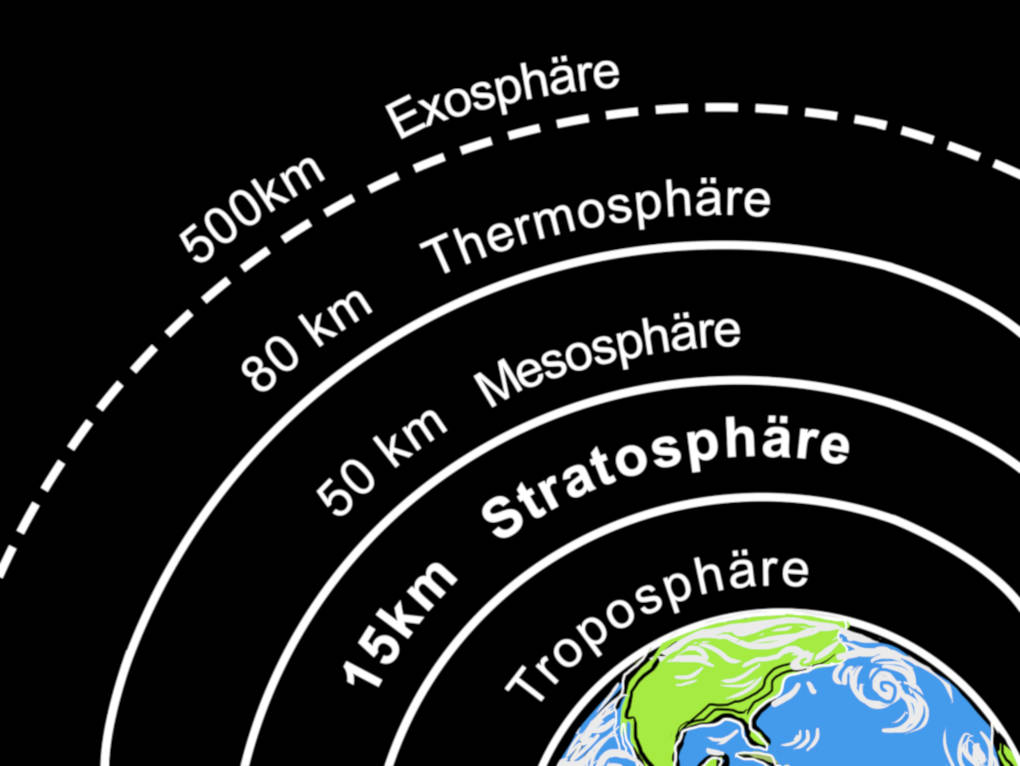 Exosphäre
500km
Thermosphäre
80 km
Mesosphäre
50 km
Stratosphäre
15km
Troposphäre